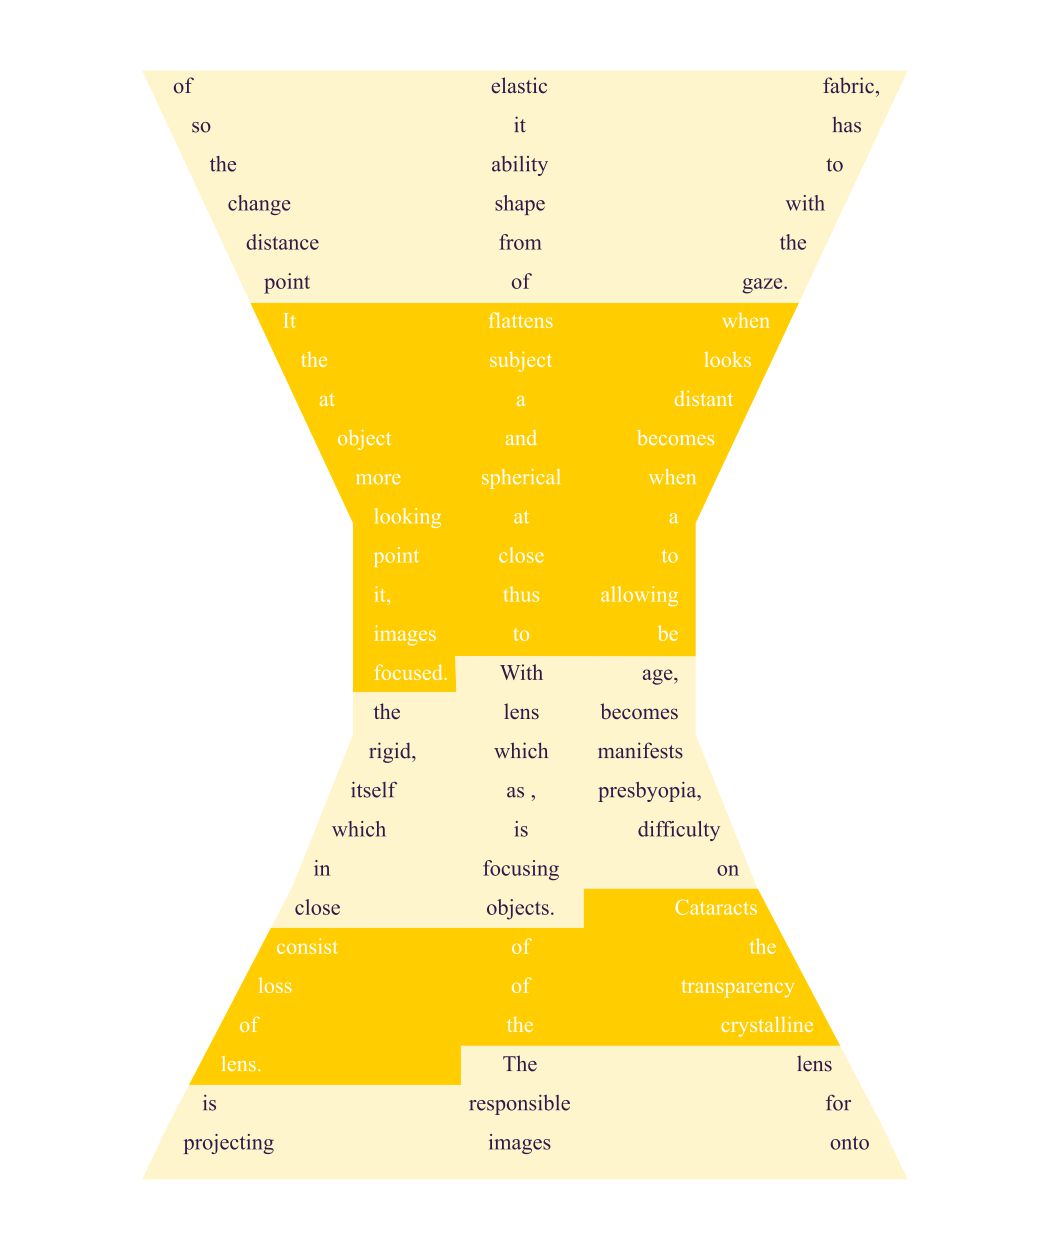 of elastic fabric,
so it has
the ability to
change shape with
distance from the
point of gaze.
It flattens when
the subject looks
at a distant
object and becomes
more spherical when
looking at a
point close to
it, thus allowing
images to be
focused. With age,
the lens becomes
rigid, which manifests
itself as , presbyopia,
which is difficulty
in focusing on
close objects. Cataracts
consist of the
loss of transparency
of the crystalline
lens. The lens
is responsible for
projecting images onto